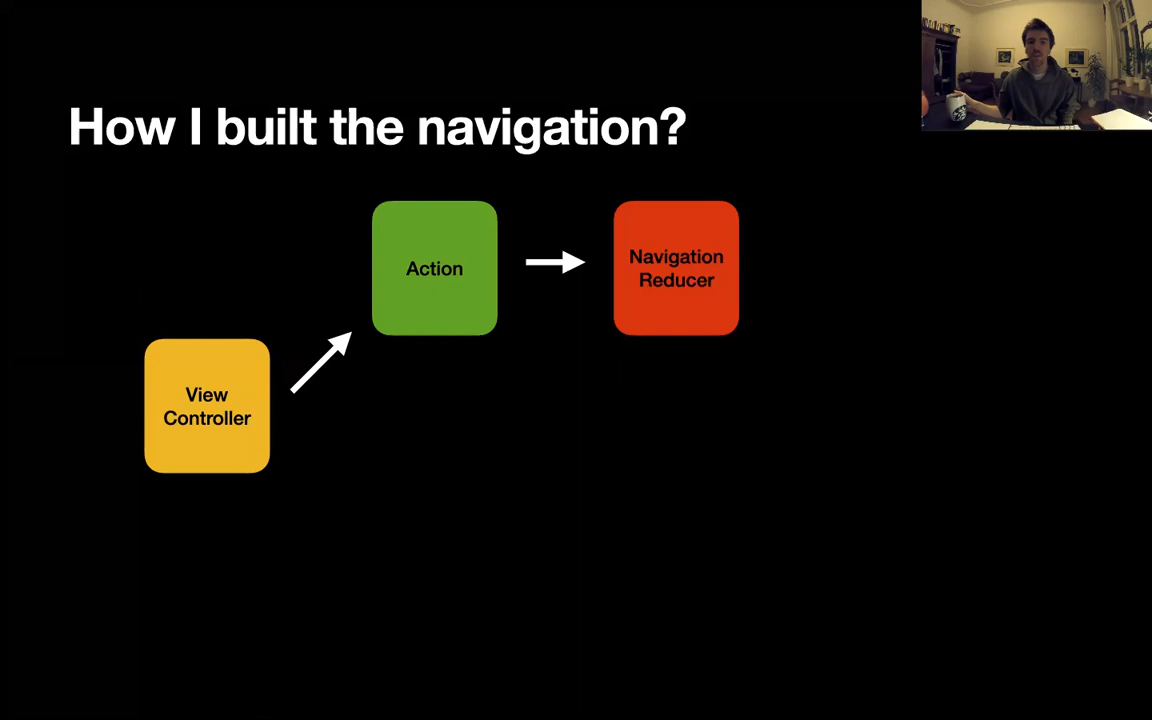 How I built the navigation?
Action
Navigation
Reducer
View
Controller